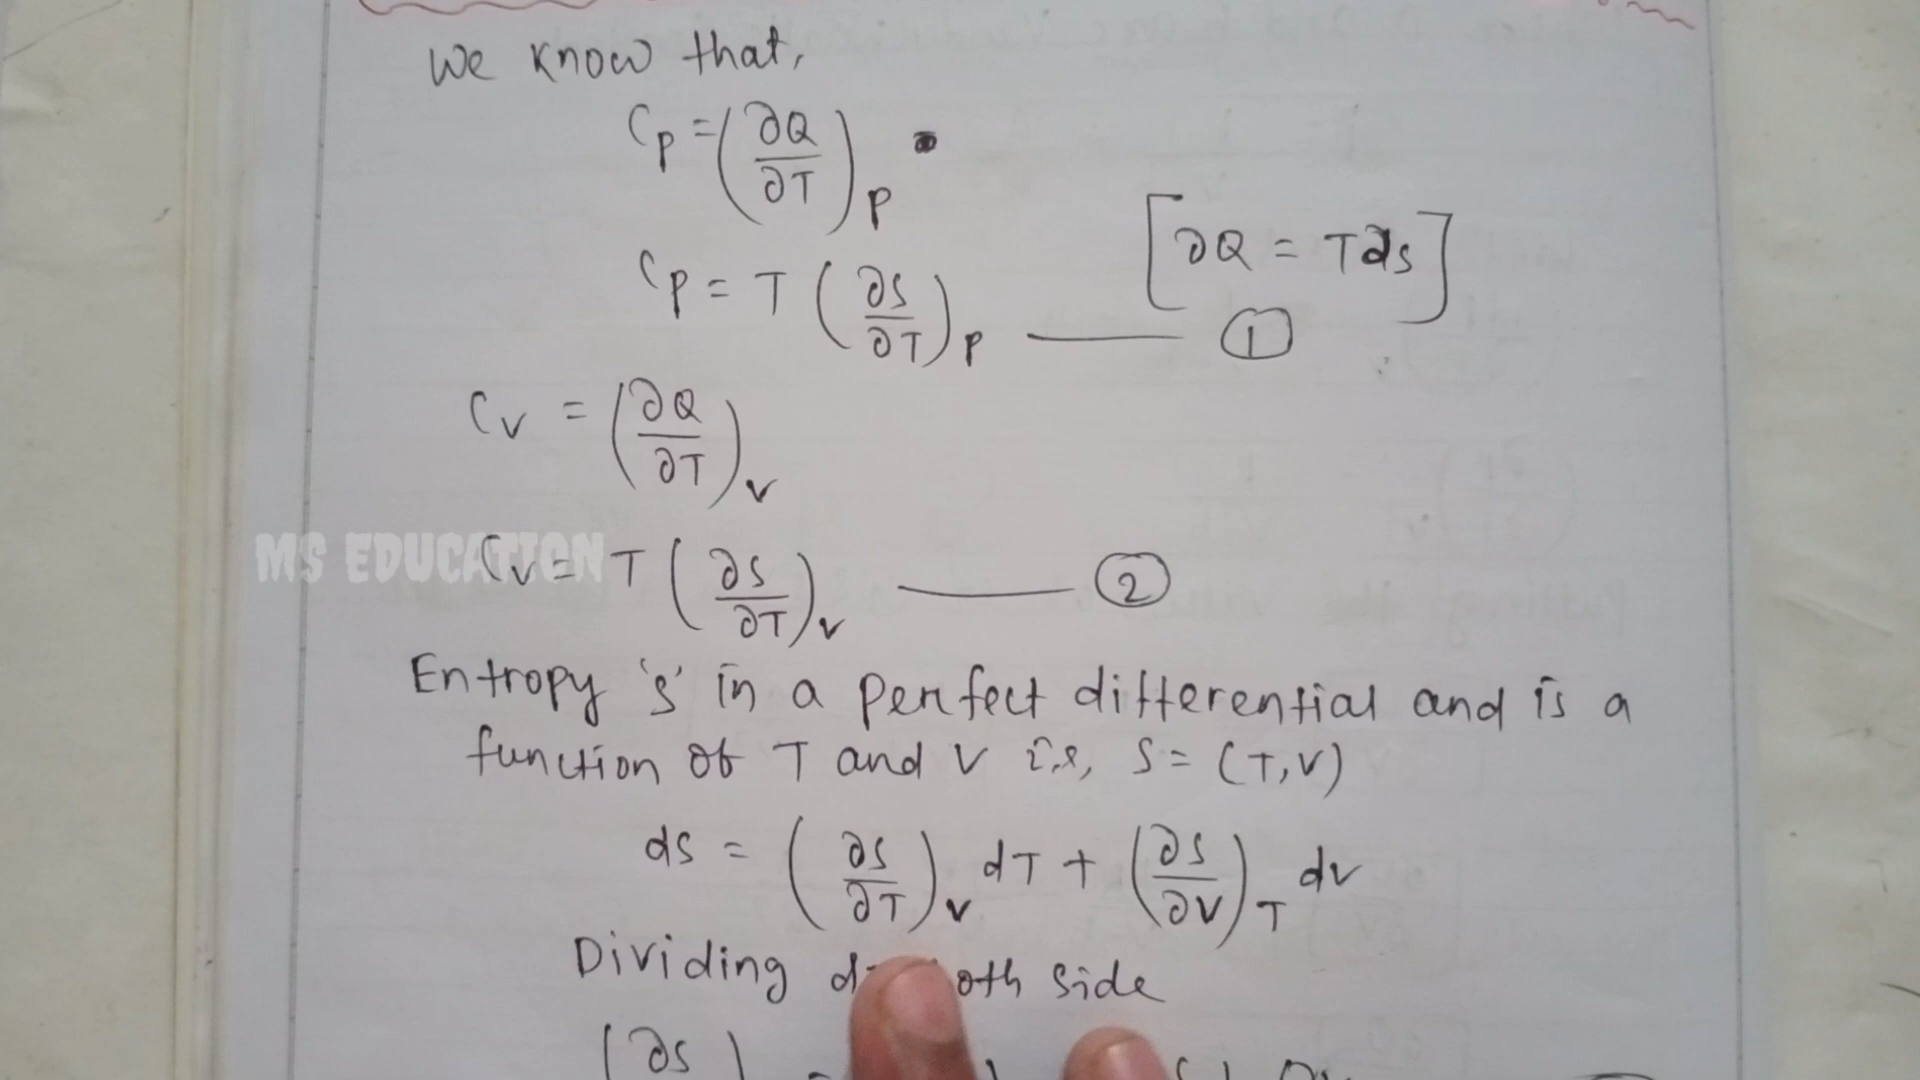 We know that,
Cp = (∂Q/∂T)P
[∂Q = T∂s]
Cp = T (∂S/∂T)P —— ①
Cv = (∂Q/∂T)v
MS EDUCATION
Cv = T (∂S/∂T)v —— ②
Entropy 's' in a perfect differential and is a
function of T and V i.e, S = (T, V)
ds = (∂S/∂T)v dT + (∂S/∂V)T dv
Dividing side
(∂S